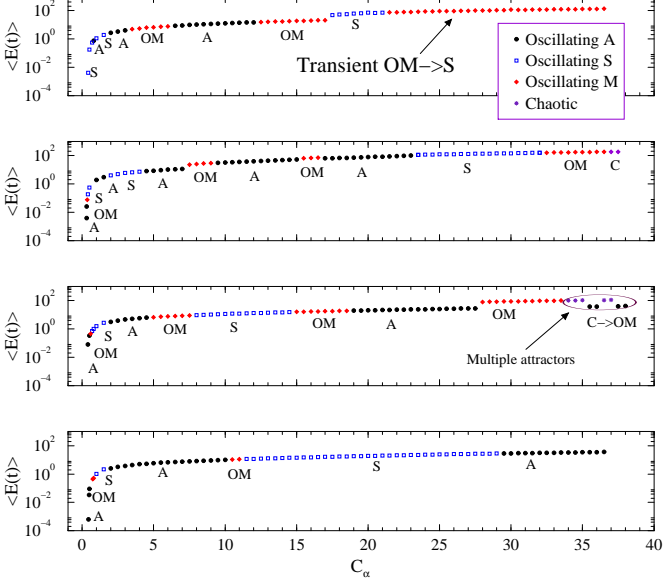 <E(t)>
10²
10⁰
10⁻²
10⁻⁴
S
A
S
A
OM
A
OM
S
Transient OM−>S
Oscillating A
Oscillating S
Oscillating M
Chaotic
<E(t)>
10²
10⁰
10⁻²
10⁻⁴
A
OM
S
A
S
A
OM
A
OM
A
S
OM
C
<E(t)>
10²
10⁰
10⁻²
10⁻⁴
A
OM
S
A
OM
S
OM
A
OM
C−>OM
Multiple attractors
<E(t)>
10²
10⁰
10⁻²
10⁻⁴
A
OM
S
A
OM
S
A
0 5 10 15 20 25 30 35 40
Cα